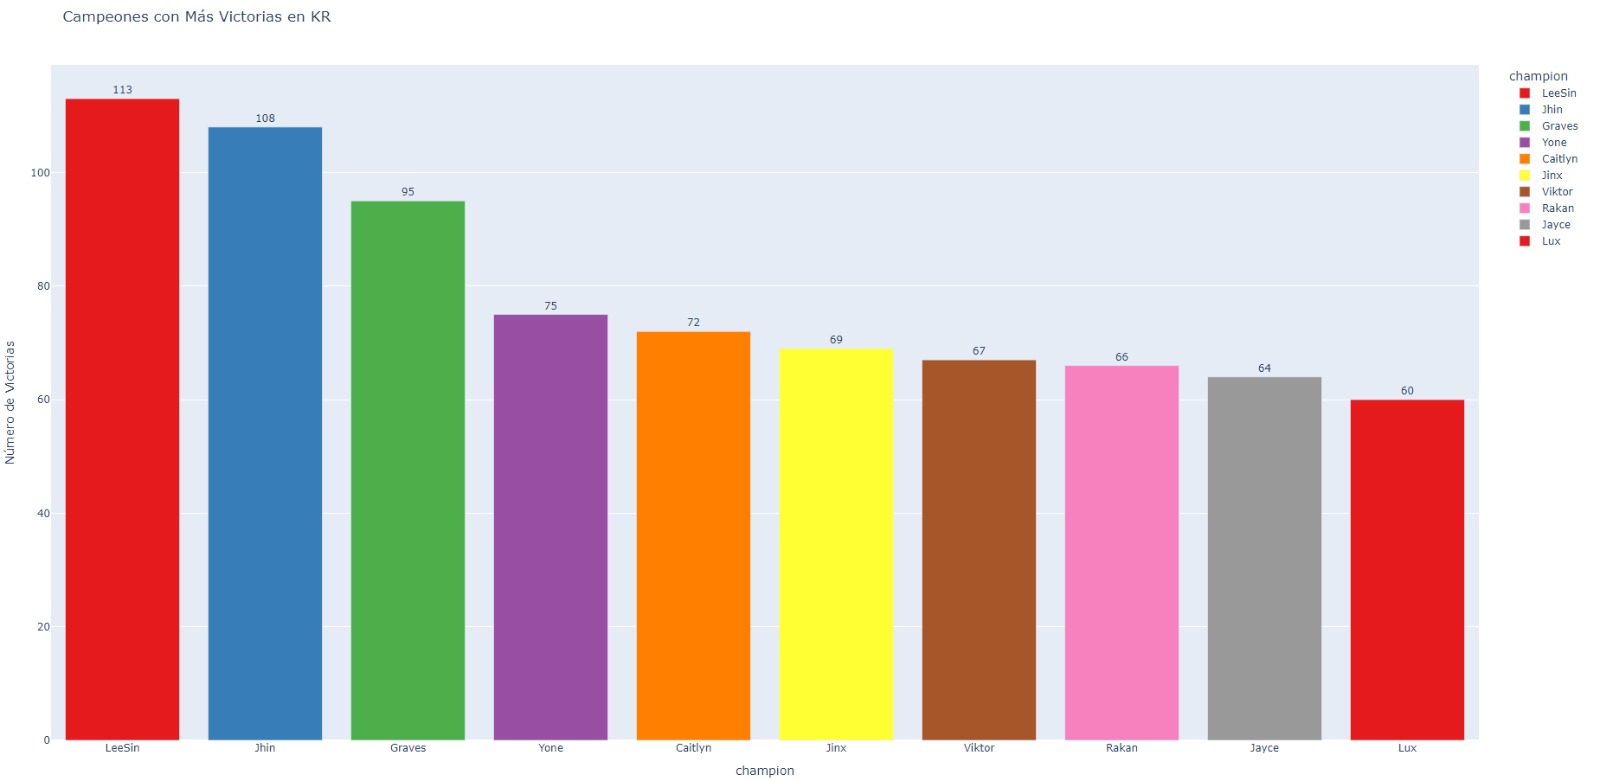 Campeones con Más Victorias en KR
113
108
95
75
72
69
67
66
64
60
100
80
60
40
20
0
Número de Victorias
LeeSin
Jhin
Graves
Yone
Caitlyn
Jinx
Viktor
Rakan
Jayce
Lux
champion
champion
LeeSin
Jhin
Graves
Yone
Caitlyn
Jinx
Viktor
Rakan
Jayce
Lux